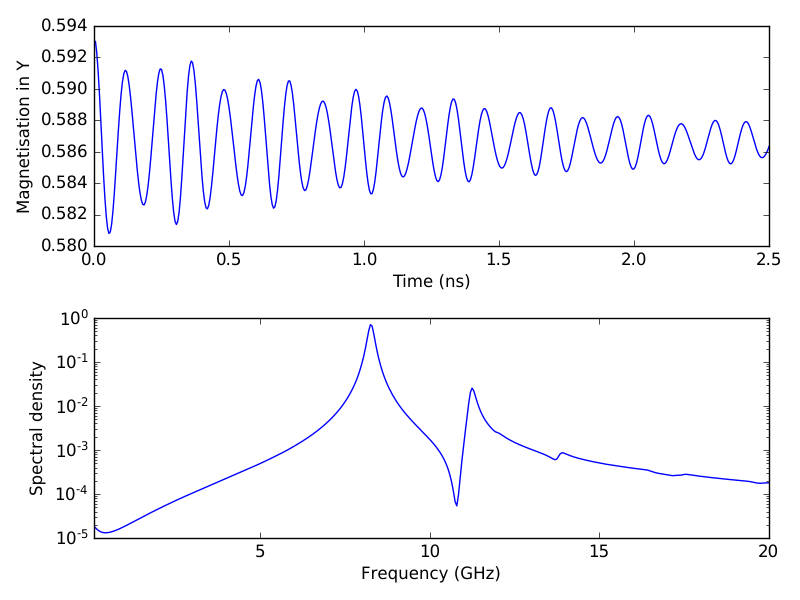 0.594
0.592
0.590
0.588
0.586
0.584
0.582
0.580
Magnetisation in Y
0.0 0.5 1.0 1.5 2.0 2.5
Time (ns)
10^0
10^-1
10^-2
10^-3
10^-4
10^-5
Spectral density
5 10 15 20
Frequency (GHz)